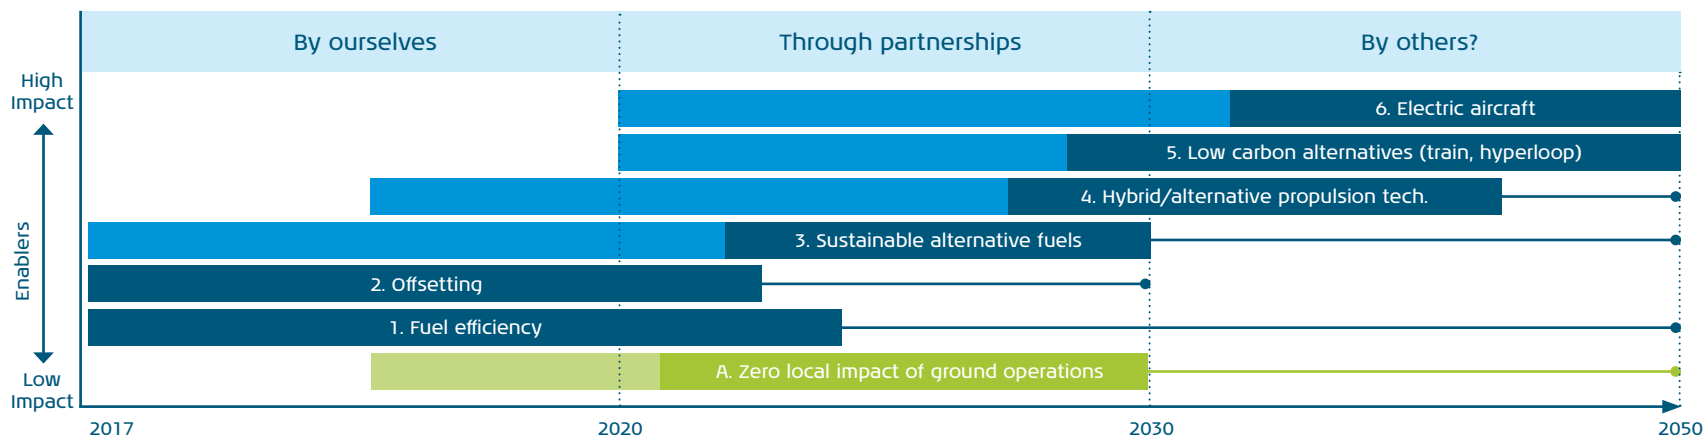 By ourselves
Through partnerships
By others?
High
Impact
Enablers
Low
Impact
6. Electric aircraft
5. Low carbon alternatives (train, hyperloop)
4. Hybrid/alternative propulsion tech.
3. Sustainable alternative fuels
2. Offsetting
1. Fuel efficiency
A. Zero local impact of ground operations
2017
2020
2030
2050